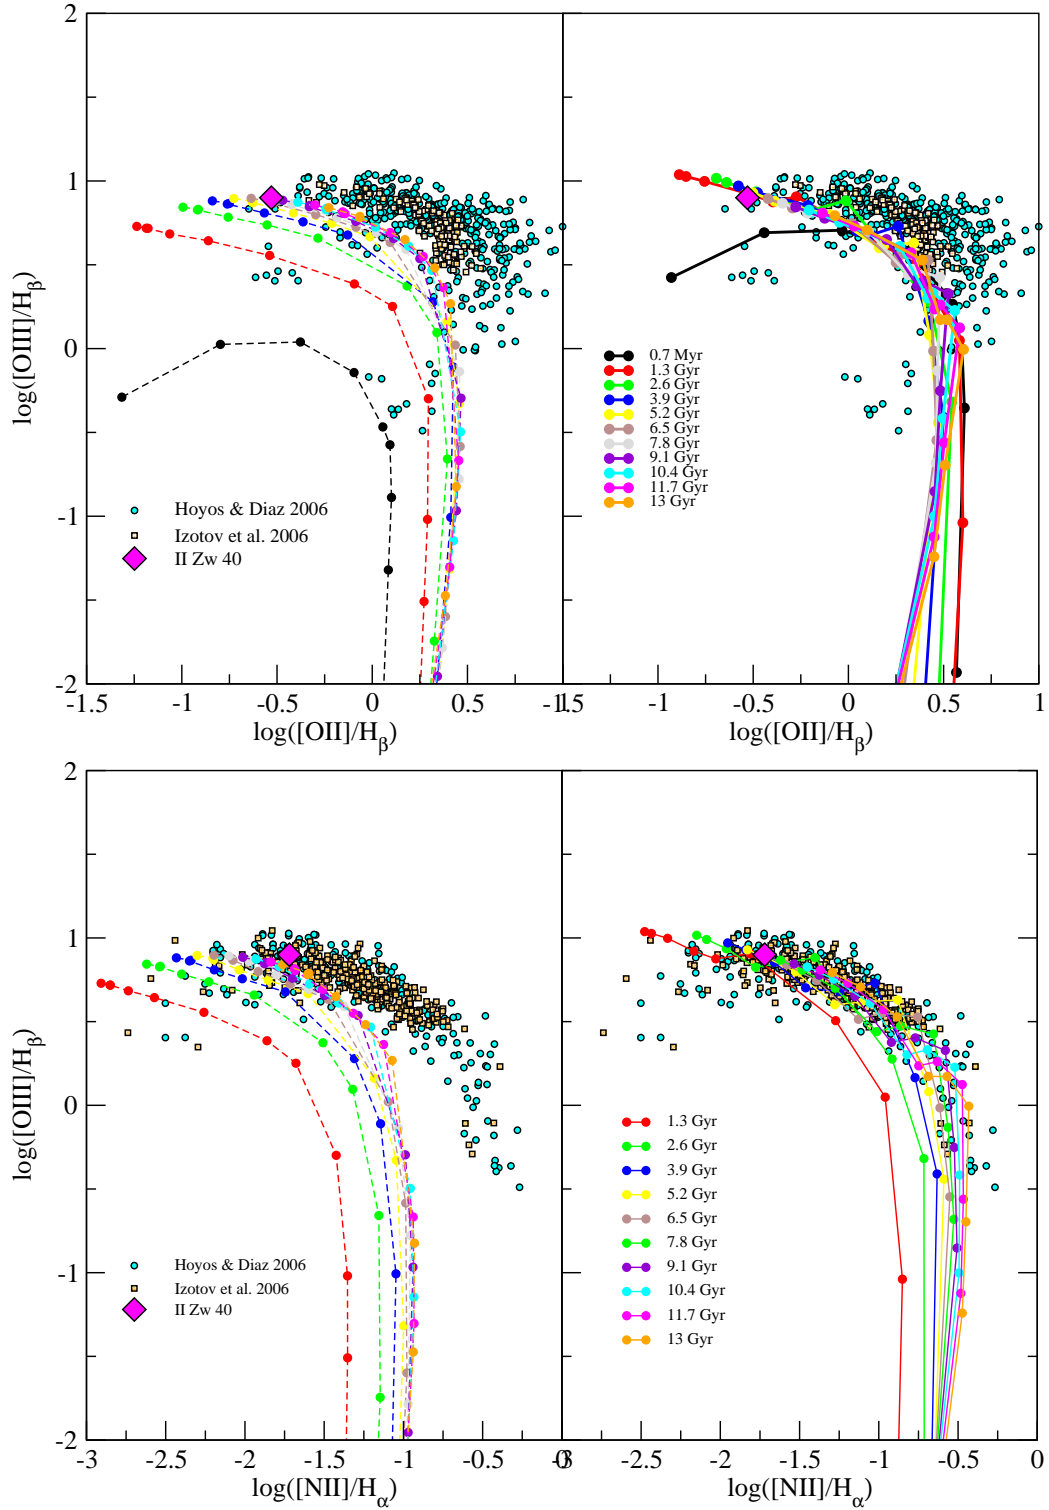 2
1
0
-1
-2
log([OIII]/Hβ)
Hoyos & Diaz 2006
Izotov et al. 2006
II Zw 40
-1.5
-1
-0.5
0
0.5
log([OII]/Hβ)
0.7 Myr
1.3 Gyr
2.6 Gyr
3.9 Gyr
5.2 Gyr
6.5 Gyr
7.8 Gyr
9.1 Gyr
10.4 Gyr
11.7 Gyr
13 Gyr
-1.5
-1
-0.5
0
0.5
1
log([OII]/Hβ)
2
1
0
-1
-2
log([OIII]/Hβ)
Hoyos & Diaz 2006
Izotov et al. 2006
II Zw 40
-3
-2.5
-2
-1.5
-1
-0.5
log([NII]/Hα)
1.3 Gyr
2.6 Gyr
3.9 Gyr
5.2 Gyr
6.5 Gyr
7.8 Gyr
9.1 Gyr
10.4 Gyr
11.7 Gyr
13 Gyr
-2.5
-2
-1.5
-1
-0.5
0
log([NII]/Hα)